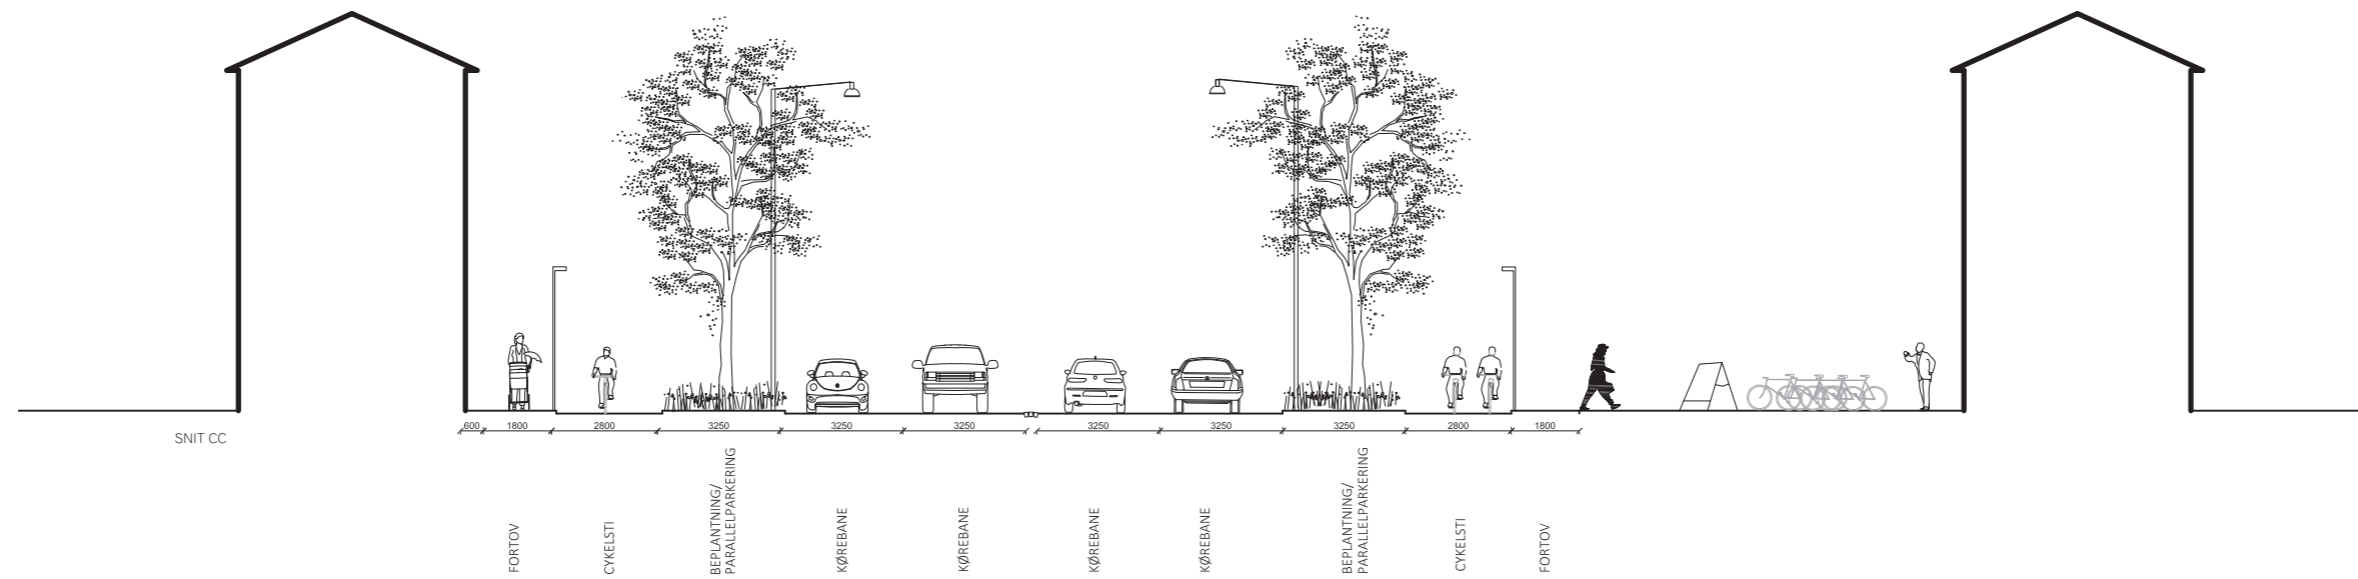 600 1800 2800 3250 3250 3250 3250 3250 3250 2800 1800
SNIT CC
FORTOV
CYKELSTI
BEPLANTNING/
PARALLELPARKERING
KØREBANE
KØREBANE
KØREBANE
KØREBANE
BEPLANTNING/
PARALLELPARKERING
CYKELSTI
FORTOV